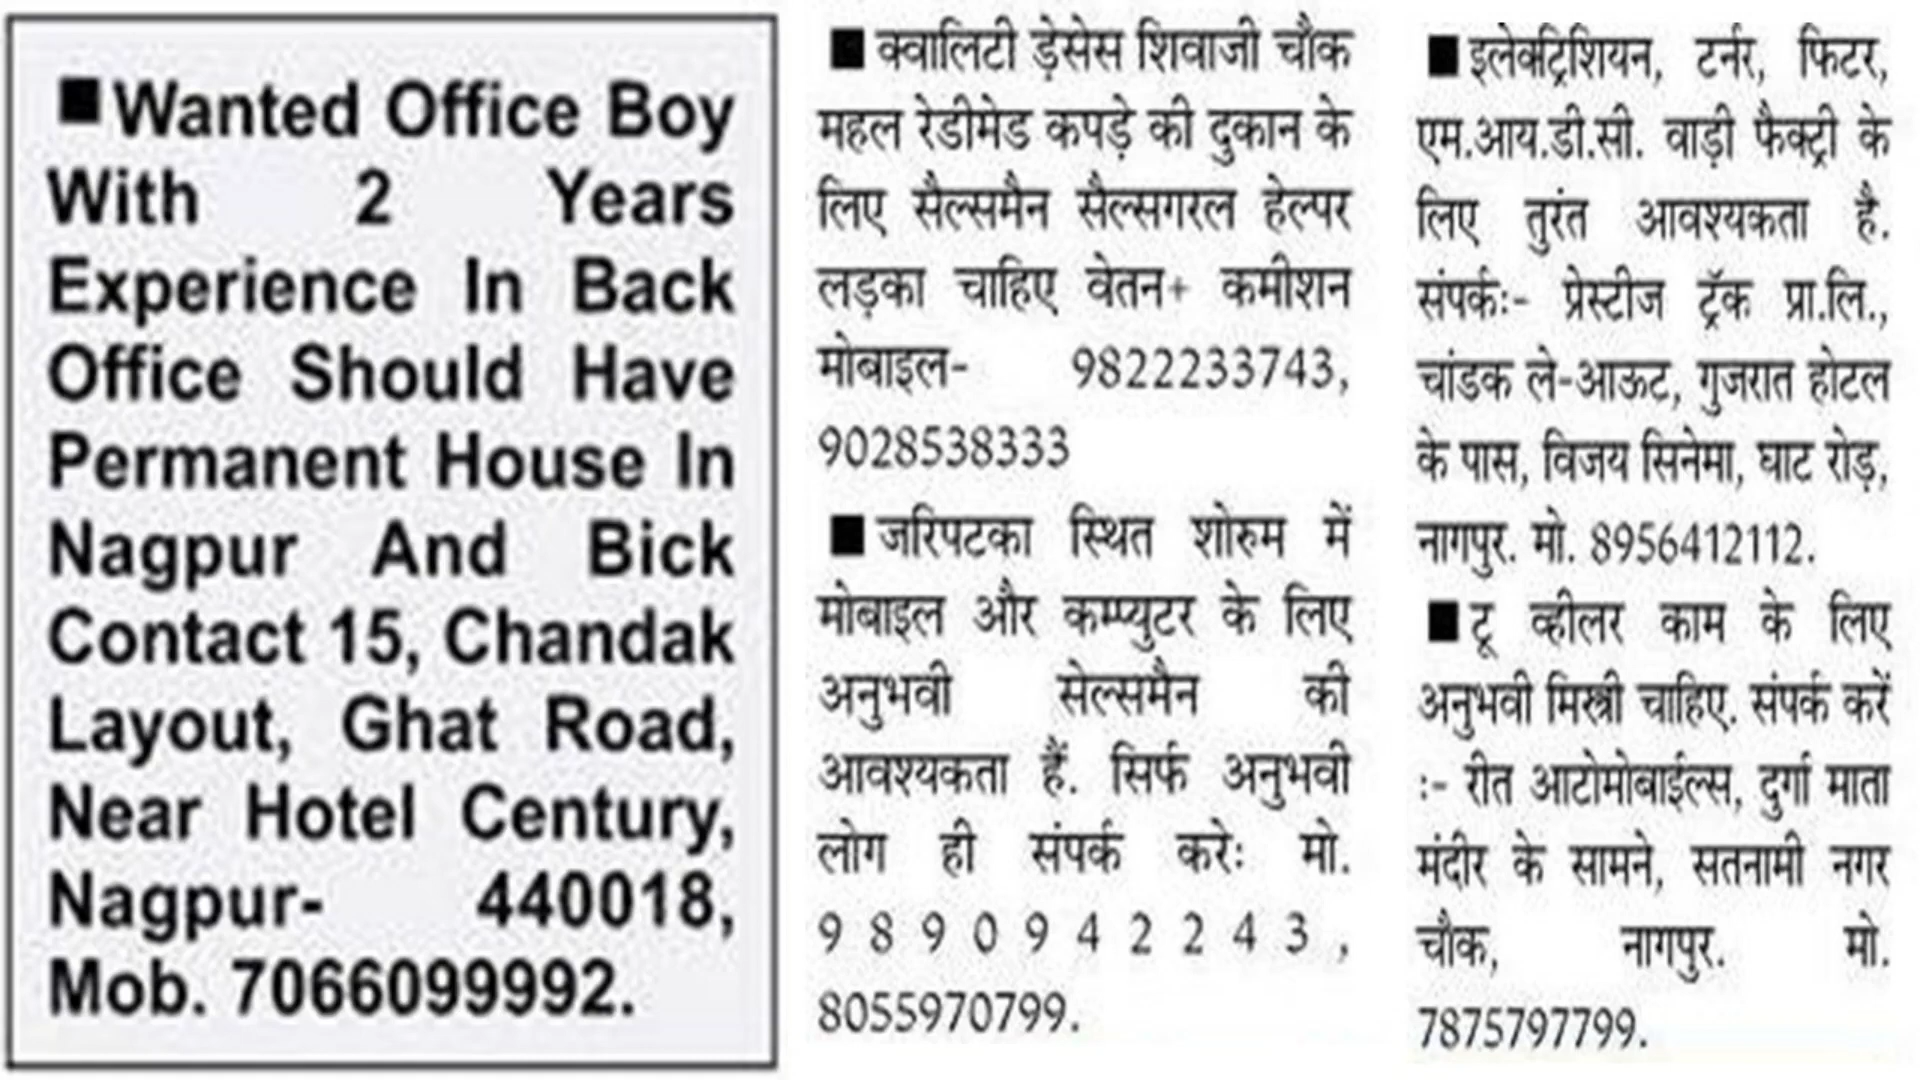 ■ Wanted Office Boy
With 2 Years
Experience In Back
Office Should Have
Permanent House In
Nagpur And Bick
Contact 15, Chandak
Layout, Ghat Road,
Near Hotel Century,
Nagpur- 440018,
Mob. 7066099992.
■ क्वालिटी ड्रेसेस शिवाजी चौक
महल रेडीमेड कपड़े की दुकान के
लिए सैल्समैन सैल्सगरल हेल्पर
लड़का चाहिए वेतन+ कमीशन
मोबाइल- 9822233743,
9028538333
■ जरिपटका स्थित शोरुम में
मोबाइल और कम्प्युटर के लिए
अनुभवी सेल्समैन की
आवश्यकता हैं. सिर्फ अनुभवी
लोग ही संपर्क करेः मो.
9890942243,
8055970799.
■ इलेक्ट्रिशियन, टर्नर, फिटर,
एम.आय.डी.सी. वाड़ी फैक्ट्री के
लिए तुरंत आवश्यकता है.
संपर्कः- प्रेस्टीज ट्रॅक प्रा.लि.,
चांडक ले-आऊट, गुजरात होटल
के पास, विजय सिनेमा, घाट रोड़,
नागपुर. मो. 8956412112.
■ टू व्हीलर काम के लिए
अनुभवी मिस्त्री चाहिए. संपर्क करें
:- रीत आटोमोबाईल्स, दुर्गा माता
मंदीर के सामने, सतनामी नगर
चौक, नागपुर. मो.
7875797799.